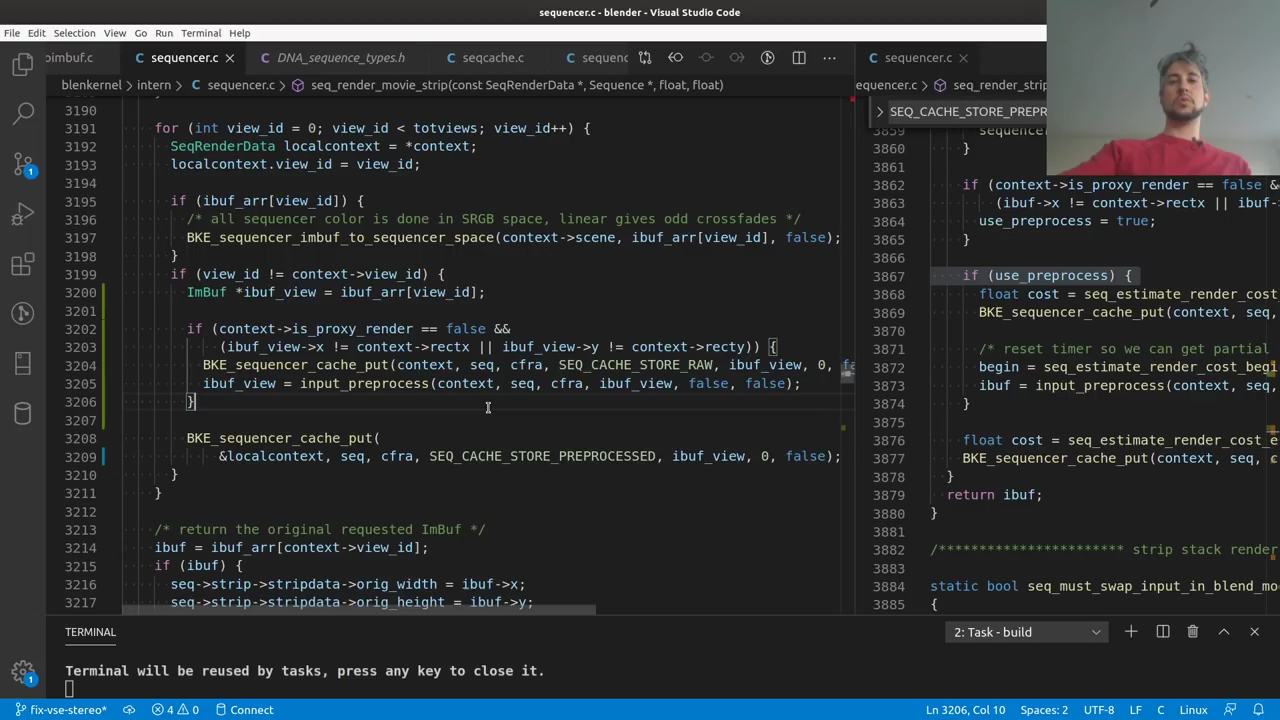 sequencer.c - blender - Visual Studio Code
File Edit Selection View Go Run Terminal Help
oimbuf.c sequencer.c DNA_sequence_types.h seqcache.c sequenc
blenkernel intern sequencer.c seq_render_movie_strip(const SeqRenderData *, Sequence *, float, float)
3190
3191 for (int view_id = 0; view_id < totviews; view_id++) {
3192 SeqRenderData localcontext = *context;
3193 localcontext.view_id = view_id;
3194
3195 if (ibuf_arr[view_id]) {
3196 /* all sequencer color is done in SRGB space, linear gives odd crossfades */
3197 BKE_sequencer_imbuf_to_sequencer_space(context->scene, ibuf_arr[view_id], false);
3198 }
3199 if (view_id != context->view_id) {
3200 ImBuf *ibuf_view = ibuf_arr[view_id];
3201
3202 if (context->is_proxy_render == false &&
3203 (ibuf_view->x != context->rectx || ibuf_view->y != context->recty)) {
3204 BKE_sequencer_cache_put(context, seq, cfra, SEQ_CACHE_STORE_RAW, ibuf_view, 0, fa
3205 ibuf_view = input_preprocess(context, seq, cfra, ibuf_view, false, false);
3206 }
3207
3208 BKE_sequencer_cache_put(
3209 &localcontext, seq, cfra, SEQ_CACHE_STORE_PREPROCESSED, ibuf_view, 0, false);
3210 }
3211 }
3212
3213 /* return the original requested ImBuf */
3214 ibuf = ibuf_arr[context->view_id];
3215 if (ibuf) {
3216 seq->strip->stripdata->orig_width = ibuf->x;
3217 seq->strip->stripdata->orig_height = ibuf->y;
sequencer.c
equencer.c seq_render_strip
SEQ_CACHE_STORE_PREPR
3859 sequencer
3860 }
3861
3862 if (context->is_proxy_render == false &
3863 (ibuf->x != context->rectx || ibuf-
3864 use_preprocess = true;
3865 }
3866
3867 if (use_preprocess) {
3868 float cost = seq_estimate_render_cost_
3869 BKE_sequencer_cache_put(context, seq,
3870
3871 /* reset timer so we can get partial
3872 begin = seq_estimate_render_cost_begi
3873 ibuf = input_preprocess(context, seq,
3874 }
3875
3876 float cost = seq_estimate_render_cost_e
3877 BKE_sequencer_cache_put(context, seq, c
3878 }
3879 return ibuf;
3880 }
3881
3882 /*********************** strip stack render
3883
3884 static bool seq_must_swap_input_in_blend_mo
3885 {
TERMINAL 2: Task - build
Terminal will be reused by tasks, press any key to close it.
fix-vse-stereo* 4 0 Connect Ln 3206, Col 10 Spaces: 2 UTF-8 LF C Linux